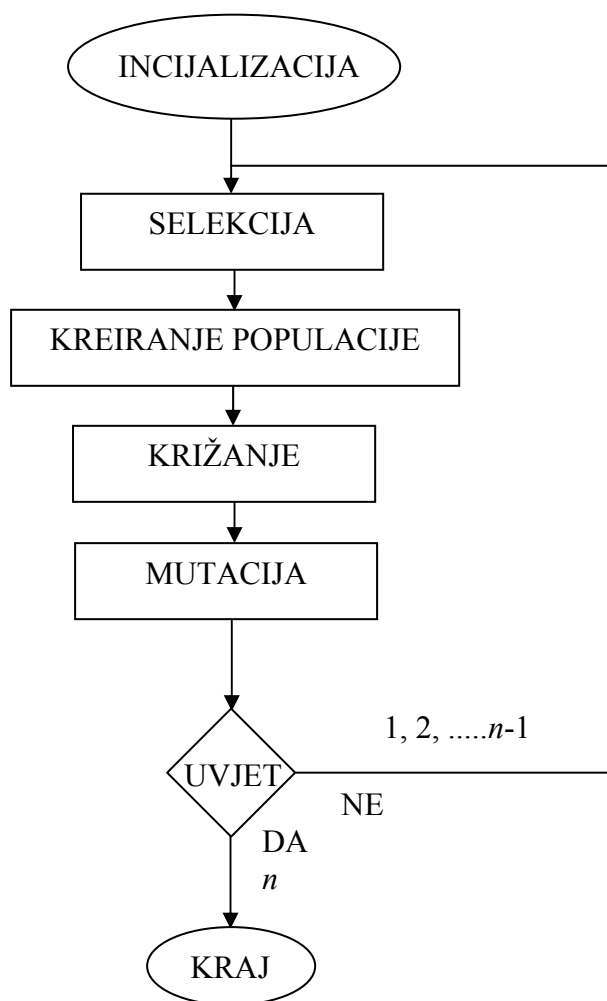 INCIJALIZACIJA
SELEKCIJA
KREIRANJE POPULACIJE
KRIŽANJE
MUTACIJA
1, 2, .....n-1
UVJET
NE
DA
n
KRAJ